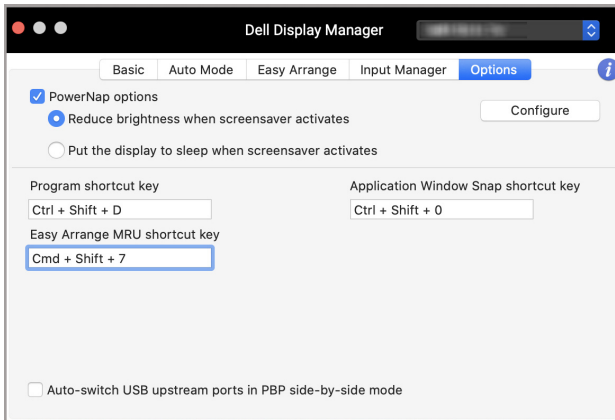 Dell Display Manager
Basic Auto Mode Easy Arrange Input Manager Options i
PowerNap options
Configure
Reduce brightness when screensaver activates
Put the display to sleep when screensaver activates
Program shortcut key
Application Window Snap shortcut key
Ctrl + Shift + D
Ctrl + Shift + 0
Easy Arrange MRU shortcut key
Cmd + Shift + 7
Auto-switch USB upstream ports in PBP side-by-side mode